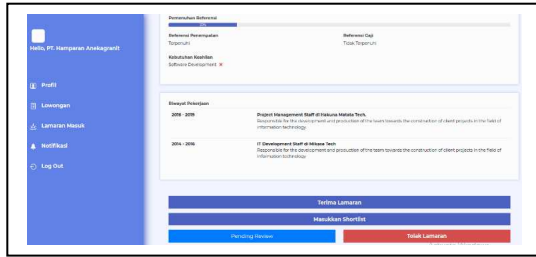 Hello, PT. Hamparan Anekagranit
Profil
Lowongan
Lamaran Masuk
Notifikasi
Log Out
Pemenuhan Referensi
Referensi Penempatan
Referensi Gaji
Terpenuhi
Tidak Terpenuhi
Kebutuhan Keahlian
Software Development ×
Riwayat Pekerjaan
2018 - 2019
Project Management Staff di Hakuna Matata Tech.
Responsible for the development and production of the team towards the construction of client projects in the field of
information technology
2014 - 2016
IT Development Staff di Mikasa Tech
Responsible for the development and production of the team towards the construction of client projects in the field of
information technology
Terima Lamaran
Masukkan Shortlist
Pending Review
Tolak Lamaran